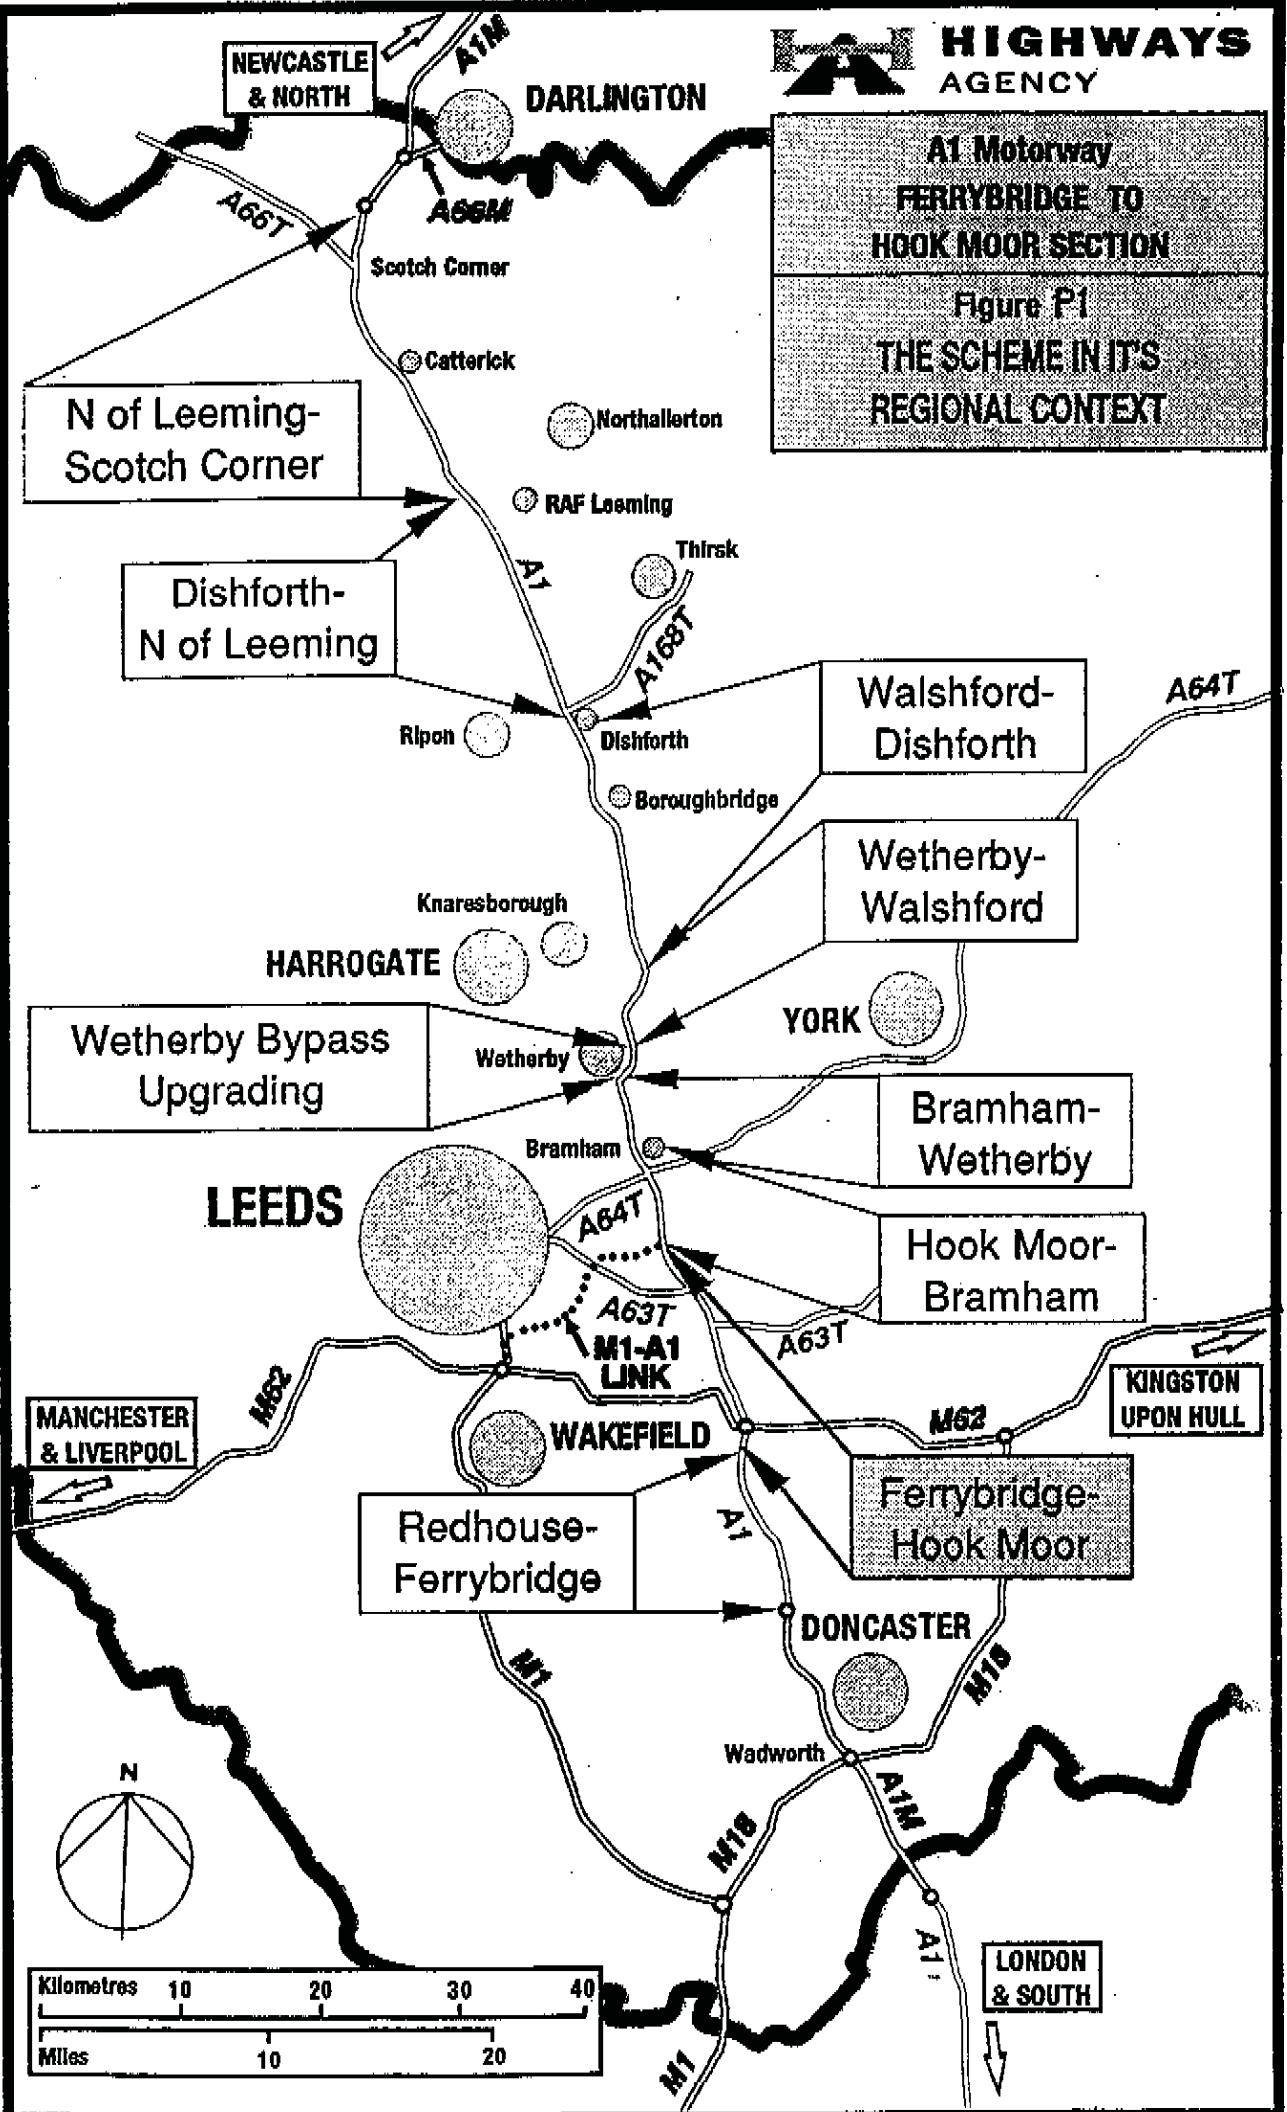 NEWCASTLE
& NORTH
A1M
DARLINGTON
HIGHWAYS
AGENCY
A1 Motorway
FERRYBRIDGE TO
HOOK MOOR SECTION
Figure P1
THE SCHEME IN IT'S
REGIONAL CONTEXT
A66T
A66M
Scotch Corner
Catterick
N of Leeming-
Scotch Corner
Northallerton
RAF Leeming
Thirsk
A1
Dishforth-
N of Leeming
A168T
Walshford-
Dishforth
A64T
Ripon
Dishforth
Boroughbridge
Wetherby-
Walshford
Knaresborough
HARROGATE
YORK
Wetherby Bypass
Upgrading
Wetherby
Bramham-
Wetherby
Bramham
LEEDS
A64T
Hook Moor-
Bramham
A63T
A63T
M1-A1
LINK
M62
KINGSTON
UPON HULL
MANCHESTER
& LIVERPOOL
WAKEFIELD
M62
Ferrybridge-
Hook Moor
A1
Redhouse-
Ferrybridge
DONCASTER
M1
M18
Wadworth
A1M
M18
N
A1
LONDON
& SOUTH
Kilometres 10 20 30 40
Miles 10 20
M1